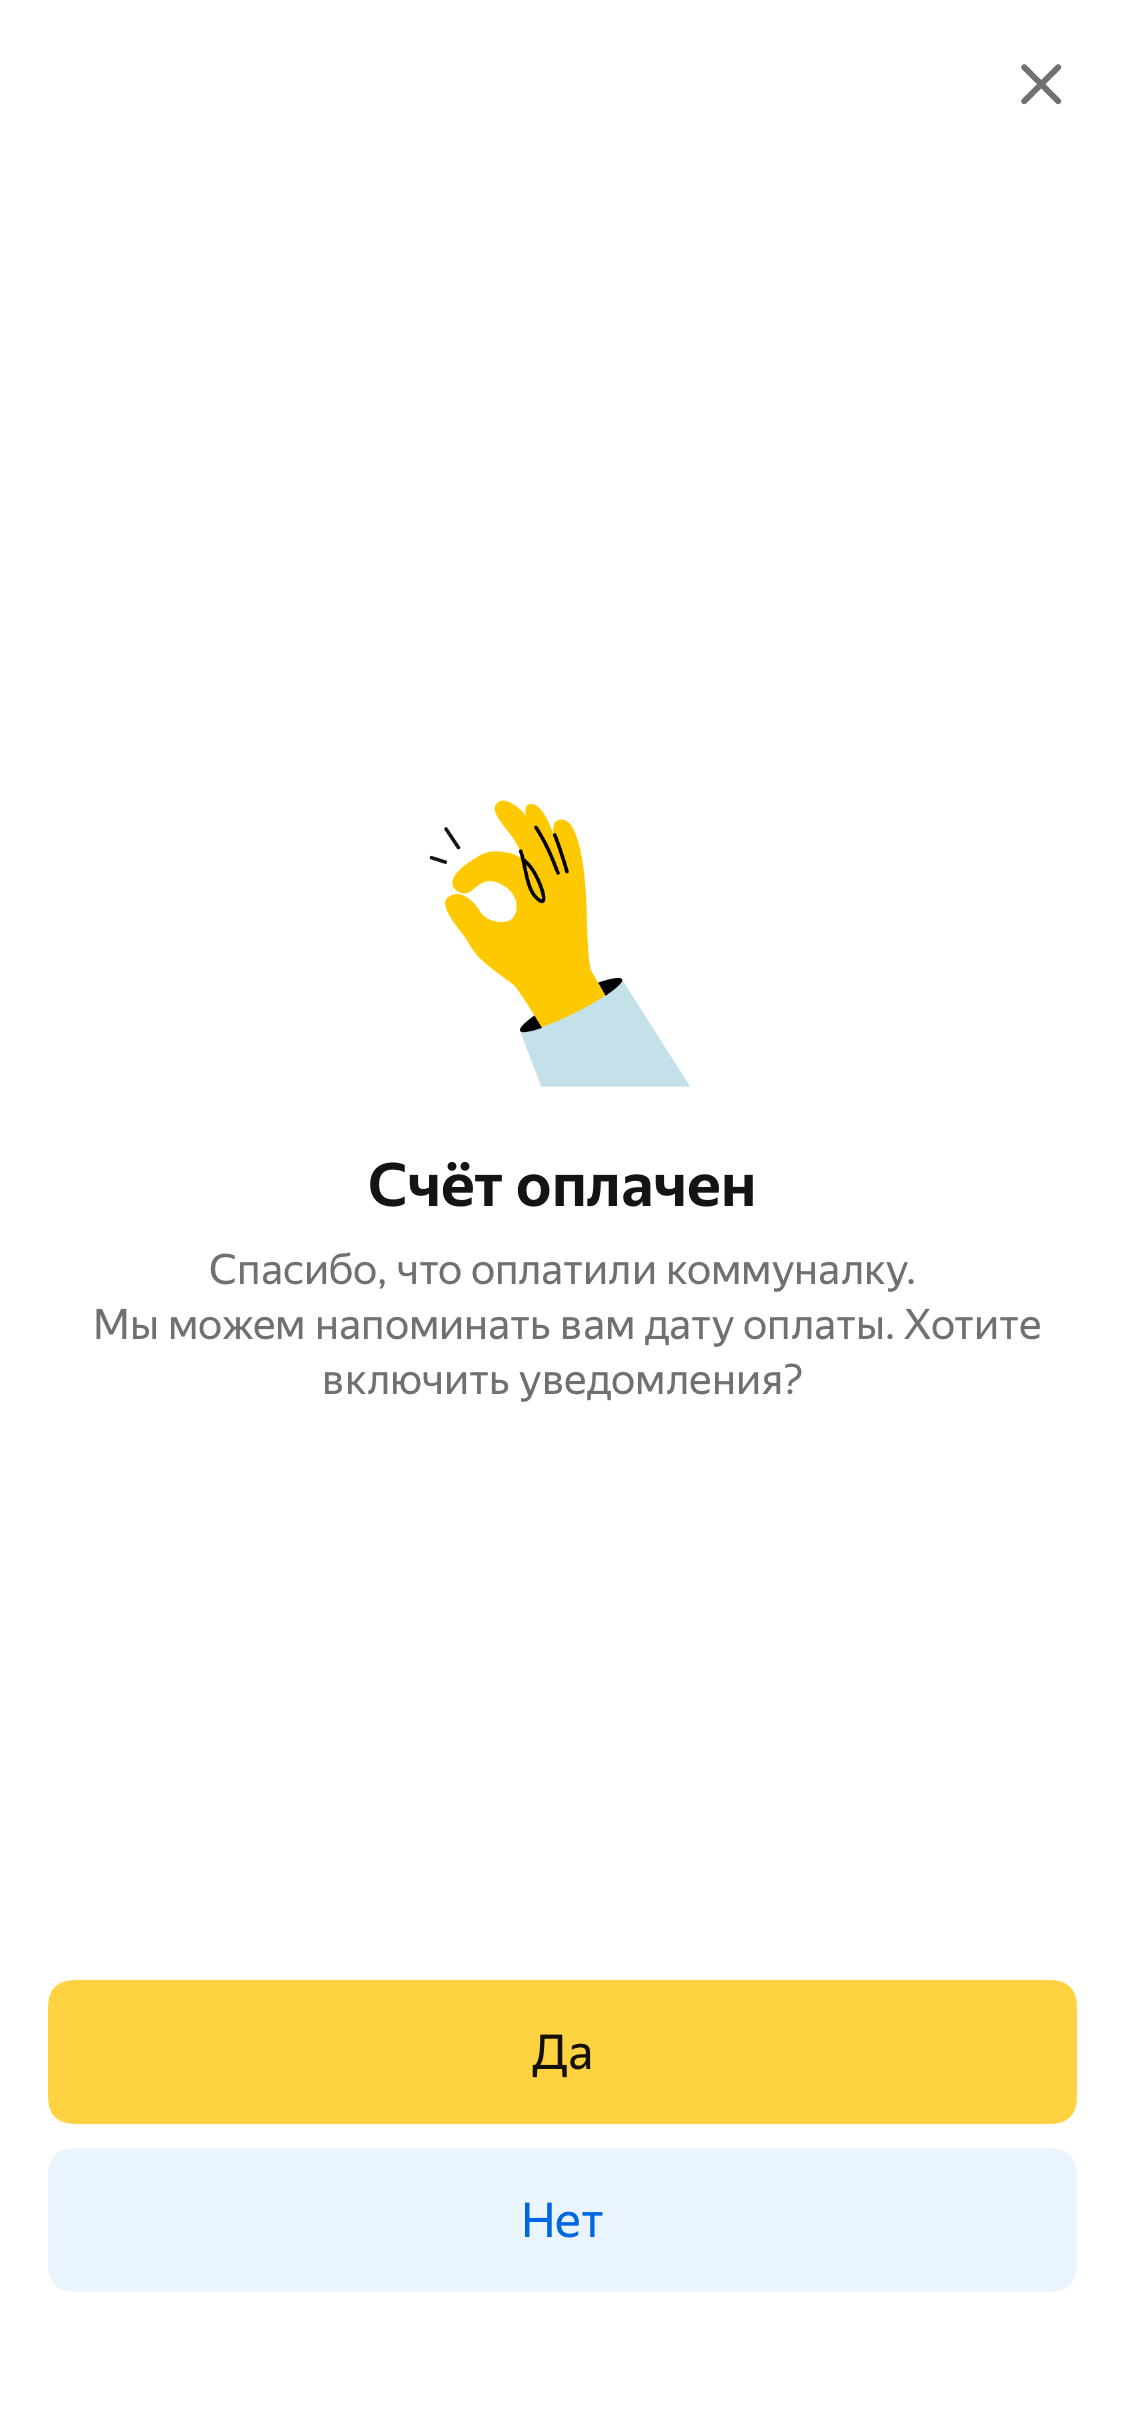 Счёт оплачен
Спасибо, что оплатили коммуналку.
Мы можем напоминать вам дату оплаты. Хотите
включить уведомления?
Да
Нет